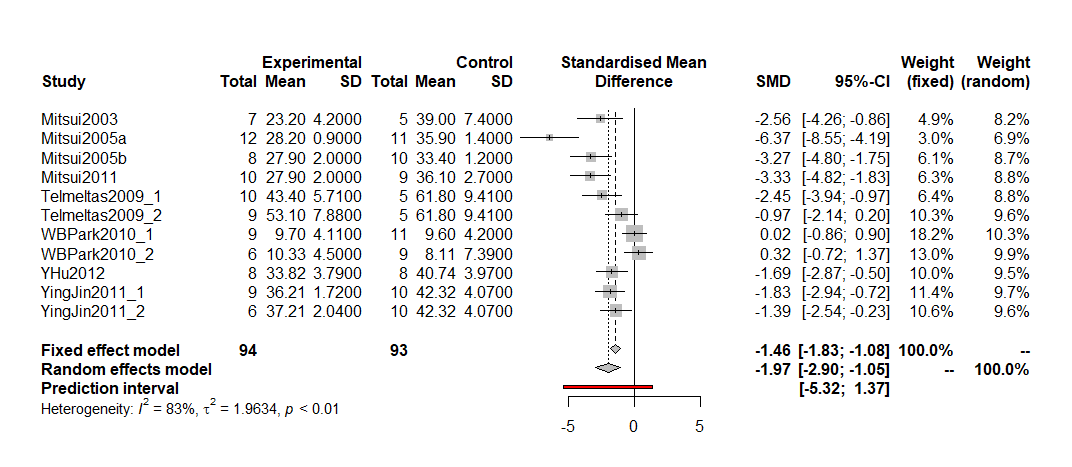 Experimental Control Standardised Mean Weight Weight
Study Total Mean SD Total Mean SD Difference SMD 95%-CI (fixed) (random)
Mitsui2003 7 23.20 4.2000 5 39.00 7.4000 -2.56 [-4.26; -0.86] 4.9% 8.2%
Mitsui2005a 12 28.20 0.9000 11 35.90 1.4000 -6.37 [-8.55; -4.19] 3.0% 6.9%
Mitsui2005b 8 27.90 2.0000 10 33.40 1.2000 -3.27 [-4.80; -1.75] 6.1% 8.7%
Mitsui2011 10 27.90 2.0000 9 36.10 2.7000 -3.33 [-4.82; -1.83] 6.3% 8.8%
Telmeltas2009_1 10 43.40 5.7100 5 61.80 9.4100 -2.45 [-3.94; -0.97] 6.4% 8.8%
Telmeltas2009_2 9 53.10 7.8800 5 61.80 9.4100 -0.97 [-2.14; 0.20] 10.3% 9.6%
WBPark2010_1 9 9.70 4.1100 11 9.60 4.2000 0.02 [-0.86; 0.90] 18.2% 10.3%
WBPark2010_2 6 10.33 4.5000 9 8.11 7.3900 0.32 [-0.72; 1.37] 13.0% 9.9%
YHu2012 8 33.82 3.7900 8 40.74 3.9700 -1.69 [-2.87; -0.50] 10.0% 9.5%
YingJin2011_1 9 36.21 1.7200 10 42.32 4.0700 -1.83 [-2.94; -0.72] 11.4% 9.7%
YingJin2011_2 6 37.21 2.0400 10 42.32 4.0700 -1.39 [-2.54; -0.23] 10.6% 9.6%
Fixed effect model 94 93 -1.46 [-1.83; -1.08] 100.0% --
Random effects model -1.97 [-2.90; -1.05] -- 100.0%
Prediction interval [-5.32; 1.37]
Heterogeneity: I² = 83%, τ² = 1.9634, p < 0.01
-5 0 5